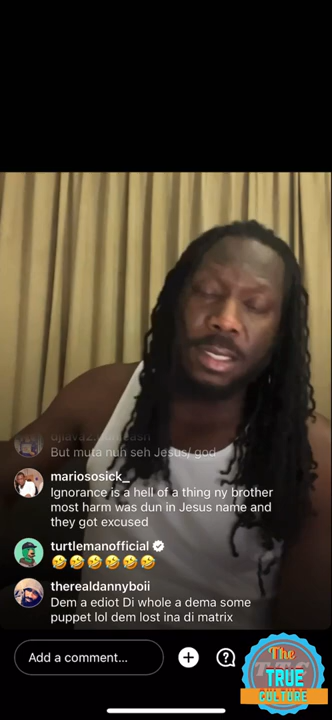 But muta nuh seh Jesus/ god
mariososick_
Ignorance is a hell of a thing ny brother
most harm was dun in Jesus name and
they got excused
turtlemanofficial
🤣🤣🤣🤣🤣🤣
therealdannyboii
Dem a ediot Di whole a dema some
puppet lol dem lost ina di matrix
Add a comment...
The
TRUE
CULTURE